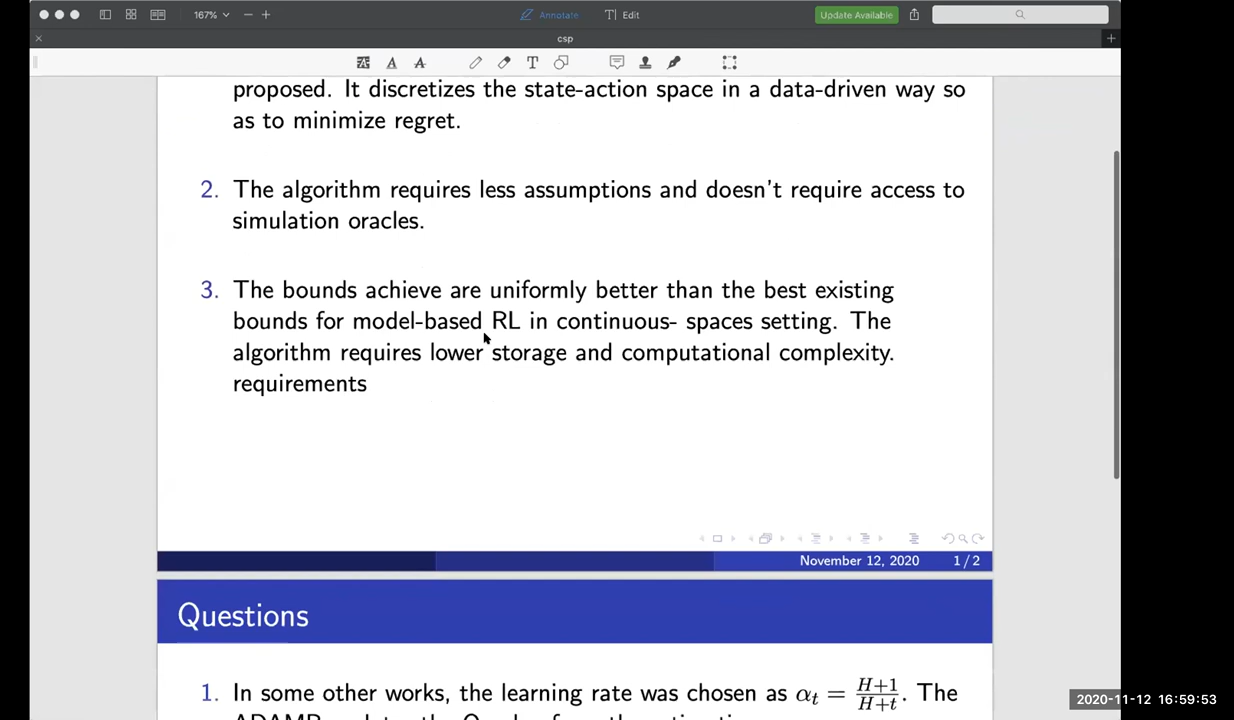 167%
Annotate
Edit
Update Available
csp
proposed. It discretizes the state-action space in a data-driven way so
as to minimize regret.
2. The algorithm requires less assumptions and doesn't require access to
simulation oracles.
3. The bounds achieve are uniformly better than the best existing
bounds for model-based RL in continuous- spaces setting. The
algorithm requires lower storage and computational complexity.
requirements
November 12, 2020 1 / 2
Questions
1. In some other works, the learning rate was chosen as α_t = (H+1)/(H+t). The
2020-11-12 16:59:53